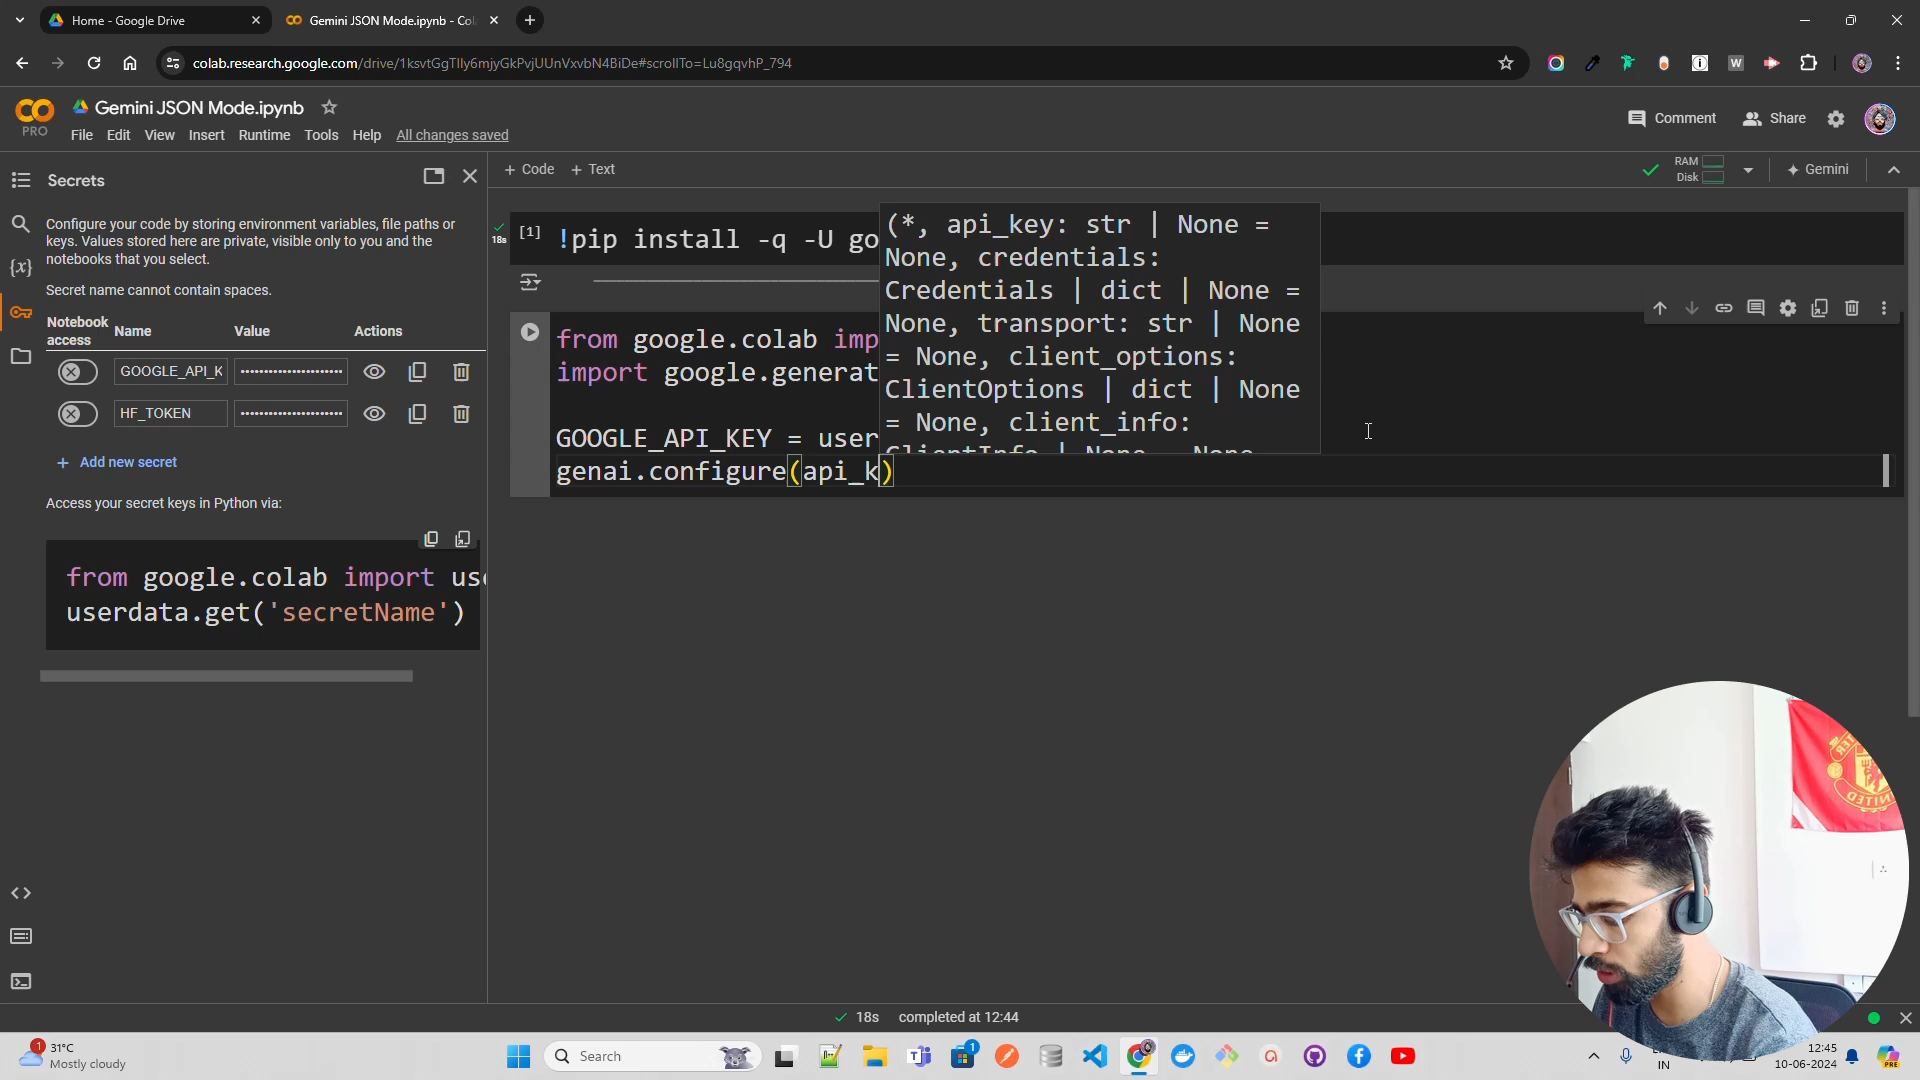 Home - Google Drive
Gemini JSON Mode.ipynb - Col
colab.research.google.com/drive/1ksvtGgTlly6mjyGkPvjUUnVxvbN4BiDe#scrollTo=Lu8gqvhP_794
Gemini JSON Mode.ipynb
PRO
File Edit View Insert Runtime Tools Help All changes saved
Comment Share
Secrets
+ Code + Text
RAM
Disk
Gemini
Configure your code by storing environment variables, file paths or
keys. Values stored here are private, visible only to you and the
notebooks that you select.
Secret name cannot contain spaces.
Notebook
access
Name Value Actions
GOOGLE_API_K
HF_TOKEN
+ Add new secret
Access your secret keys in Python via:
from google.colab import use
userdata.get('secretName')
18s
[1] !pip install -q -U go
from google.colab imp
import google.generat
GOOGLE_API_KEY = user
genai.configure(api_k)
(*, api_key: str | None =
None, credentials:
Credentials | dict | None =
None, transport: str | None
= None, client_options:
ClientOptions | dict | None
= None, client_info:
ClientInfo | None = None
18s completed at 12:44
1
31°C
Mostly cloudy
Search
1
IN
12:45
10-06-2024
PRE